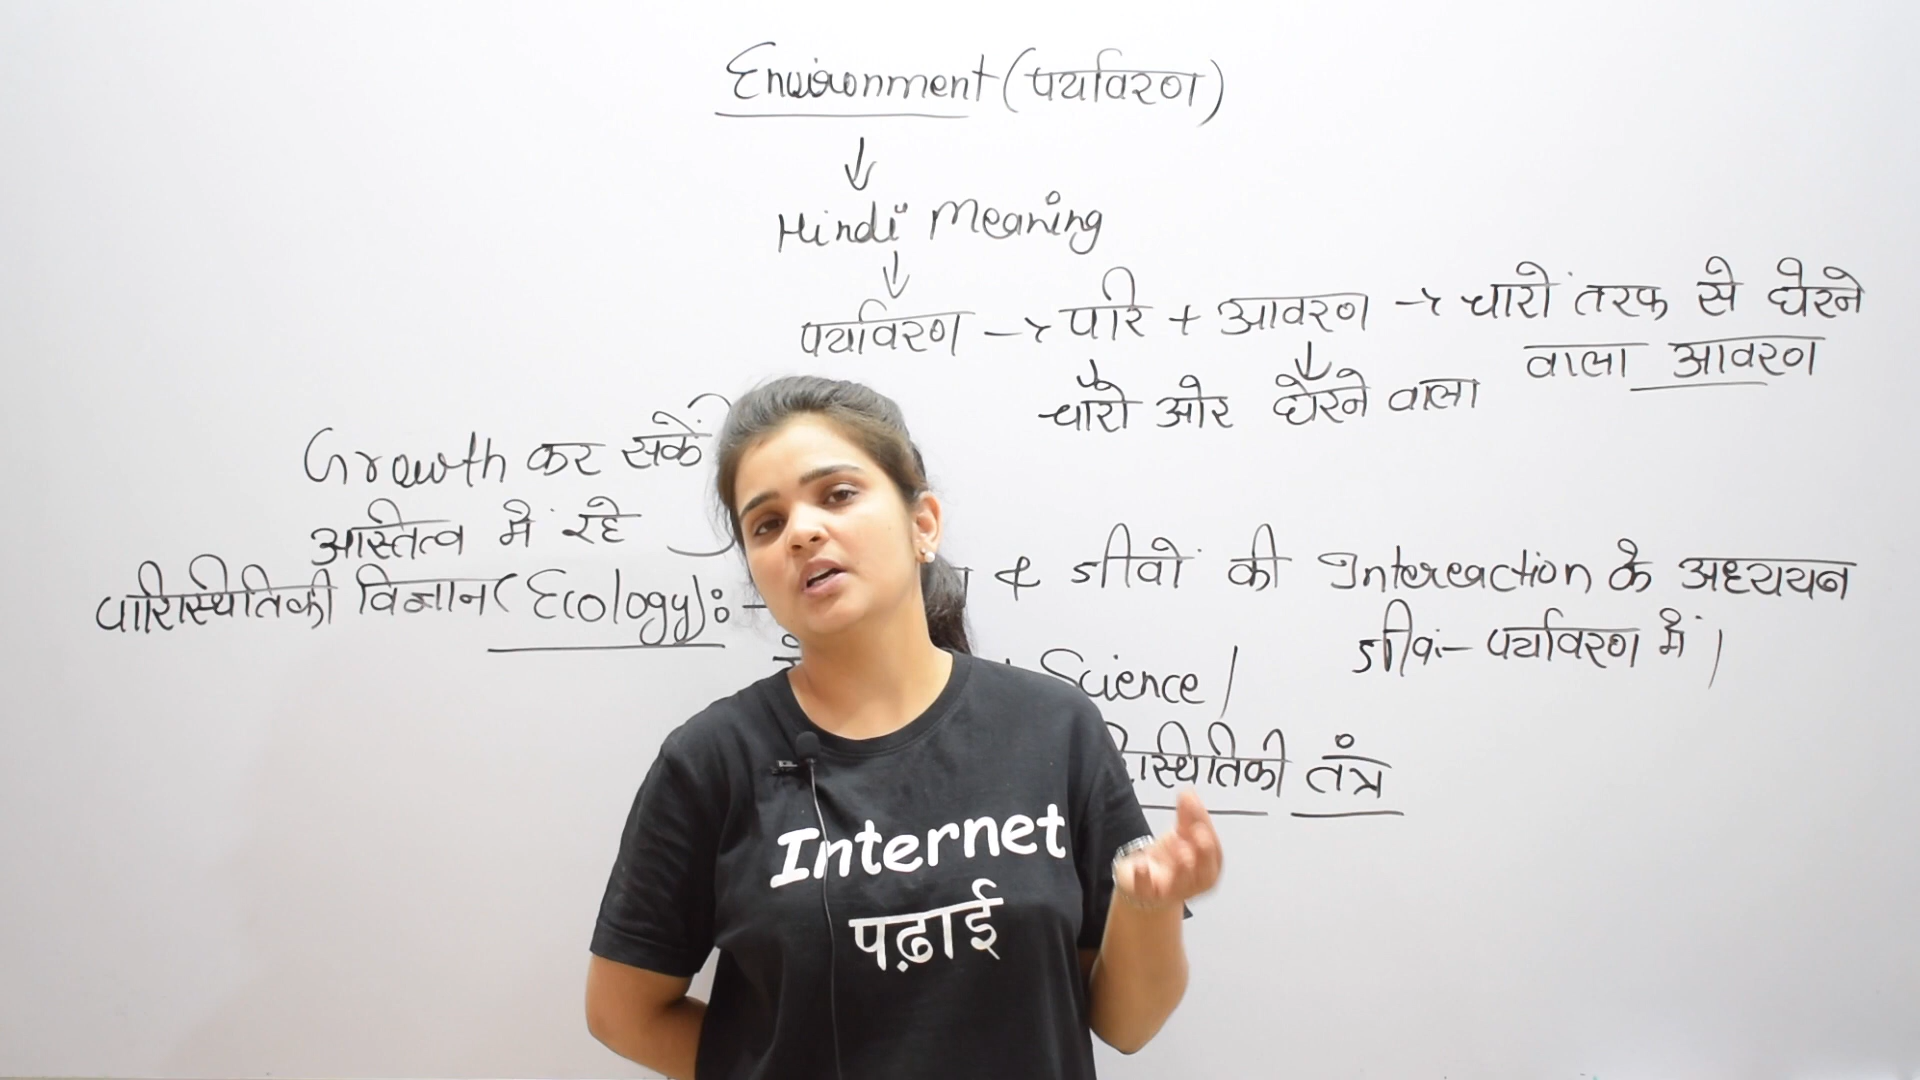 Environment (पर्यावरण)
↓
Hindi Meaning
↓
पर्यावरण → परि + आवरण → चारों तरफ से घेरने
वाला आवरण
↓ ↓
चारो ओर घेरने वाला
Growth कर सकें
अस्तित्व में रहे
पारिस्थितिकी विज्ञान (Ecology):- & जीवों की Intereaction के अध्ययन
Science / जीव:- पर्यावरण में |
तंत्र
Internet
पढ़ाई